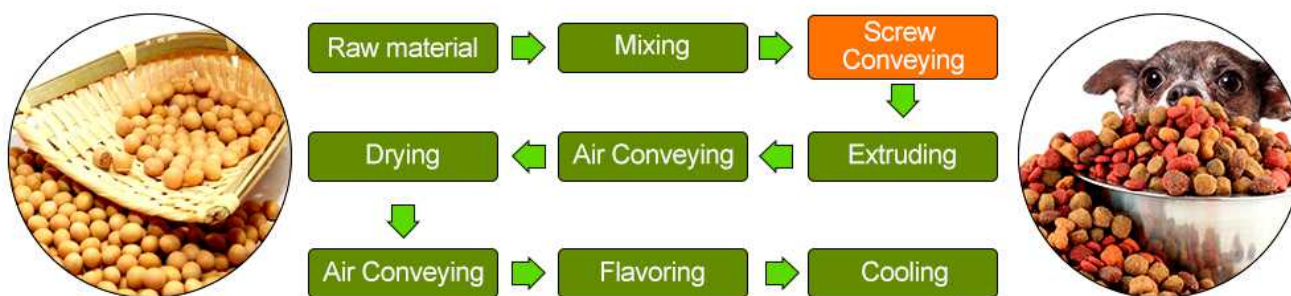 Raw material
Mixing
Screw
Conveying
Extruding
Air Conveying
Drying
Air Conveying
Flavoring
Cooling